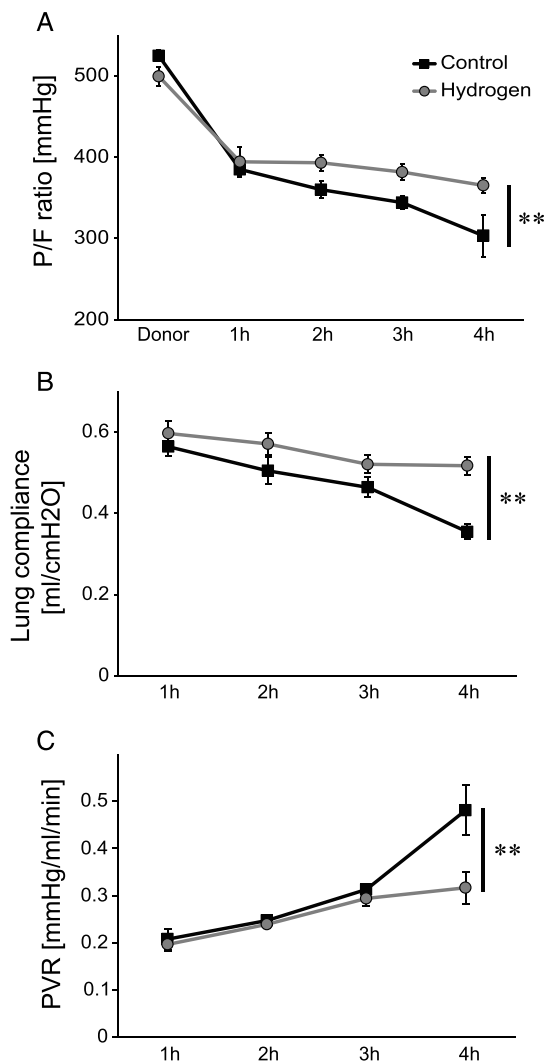 A
P/F ratio [mmHg]
500
400
300
200
Control
Hydrogen
**
Donor 1h 2h 3h 4h
B
Lung compliance
[ml/cmH2O]
0.6
0.4
0.2
0
**
1h 2h 3h 4h
C
PVR [mmHg/ml/min]
0.5
0.4
0.3
0.2
0.1
0
**
1h 2h 3h 4h